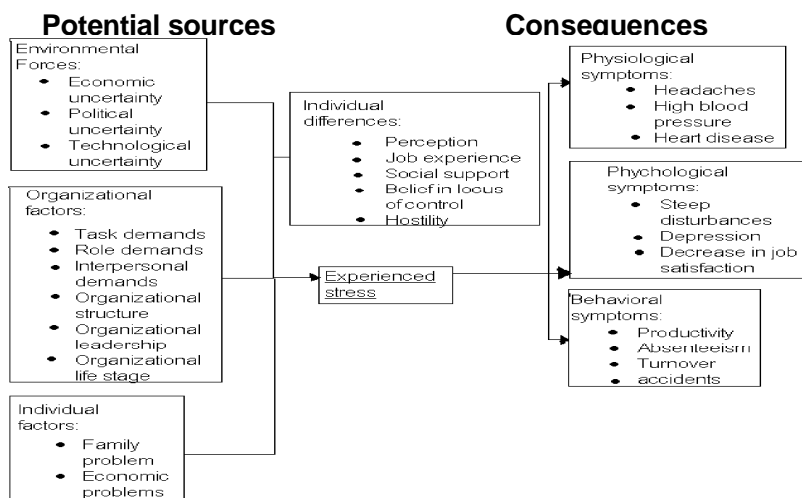 Potential sources
Consequences
Environmental
Forces:
• Economic
uncertainty
• Political
uncertainty
• Technological
uncertainty
Organizational
factors:
• Task demands
• Role demands
• Interpersonal
demands
• Organizational
structure
• Organizational
leadership
• Organizational
life stage
Individual
factors:
• Family
problem
• Economic
problems
Individual
differences:
• Perception
• Job experience
• Social support
• Belief in locus
of control
• Hostility
Experienced
stress
Physiological
symptoms:
• Headaches
• High blood
pressure
• Heart disease
Phychological
symptoms:
• Steep
disturbances
• Depression
• Decrease in job
satisfaction
Behavioral
symptoms:
• Productivity
• Absenteeism
• Turnover
• accidents